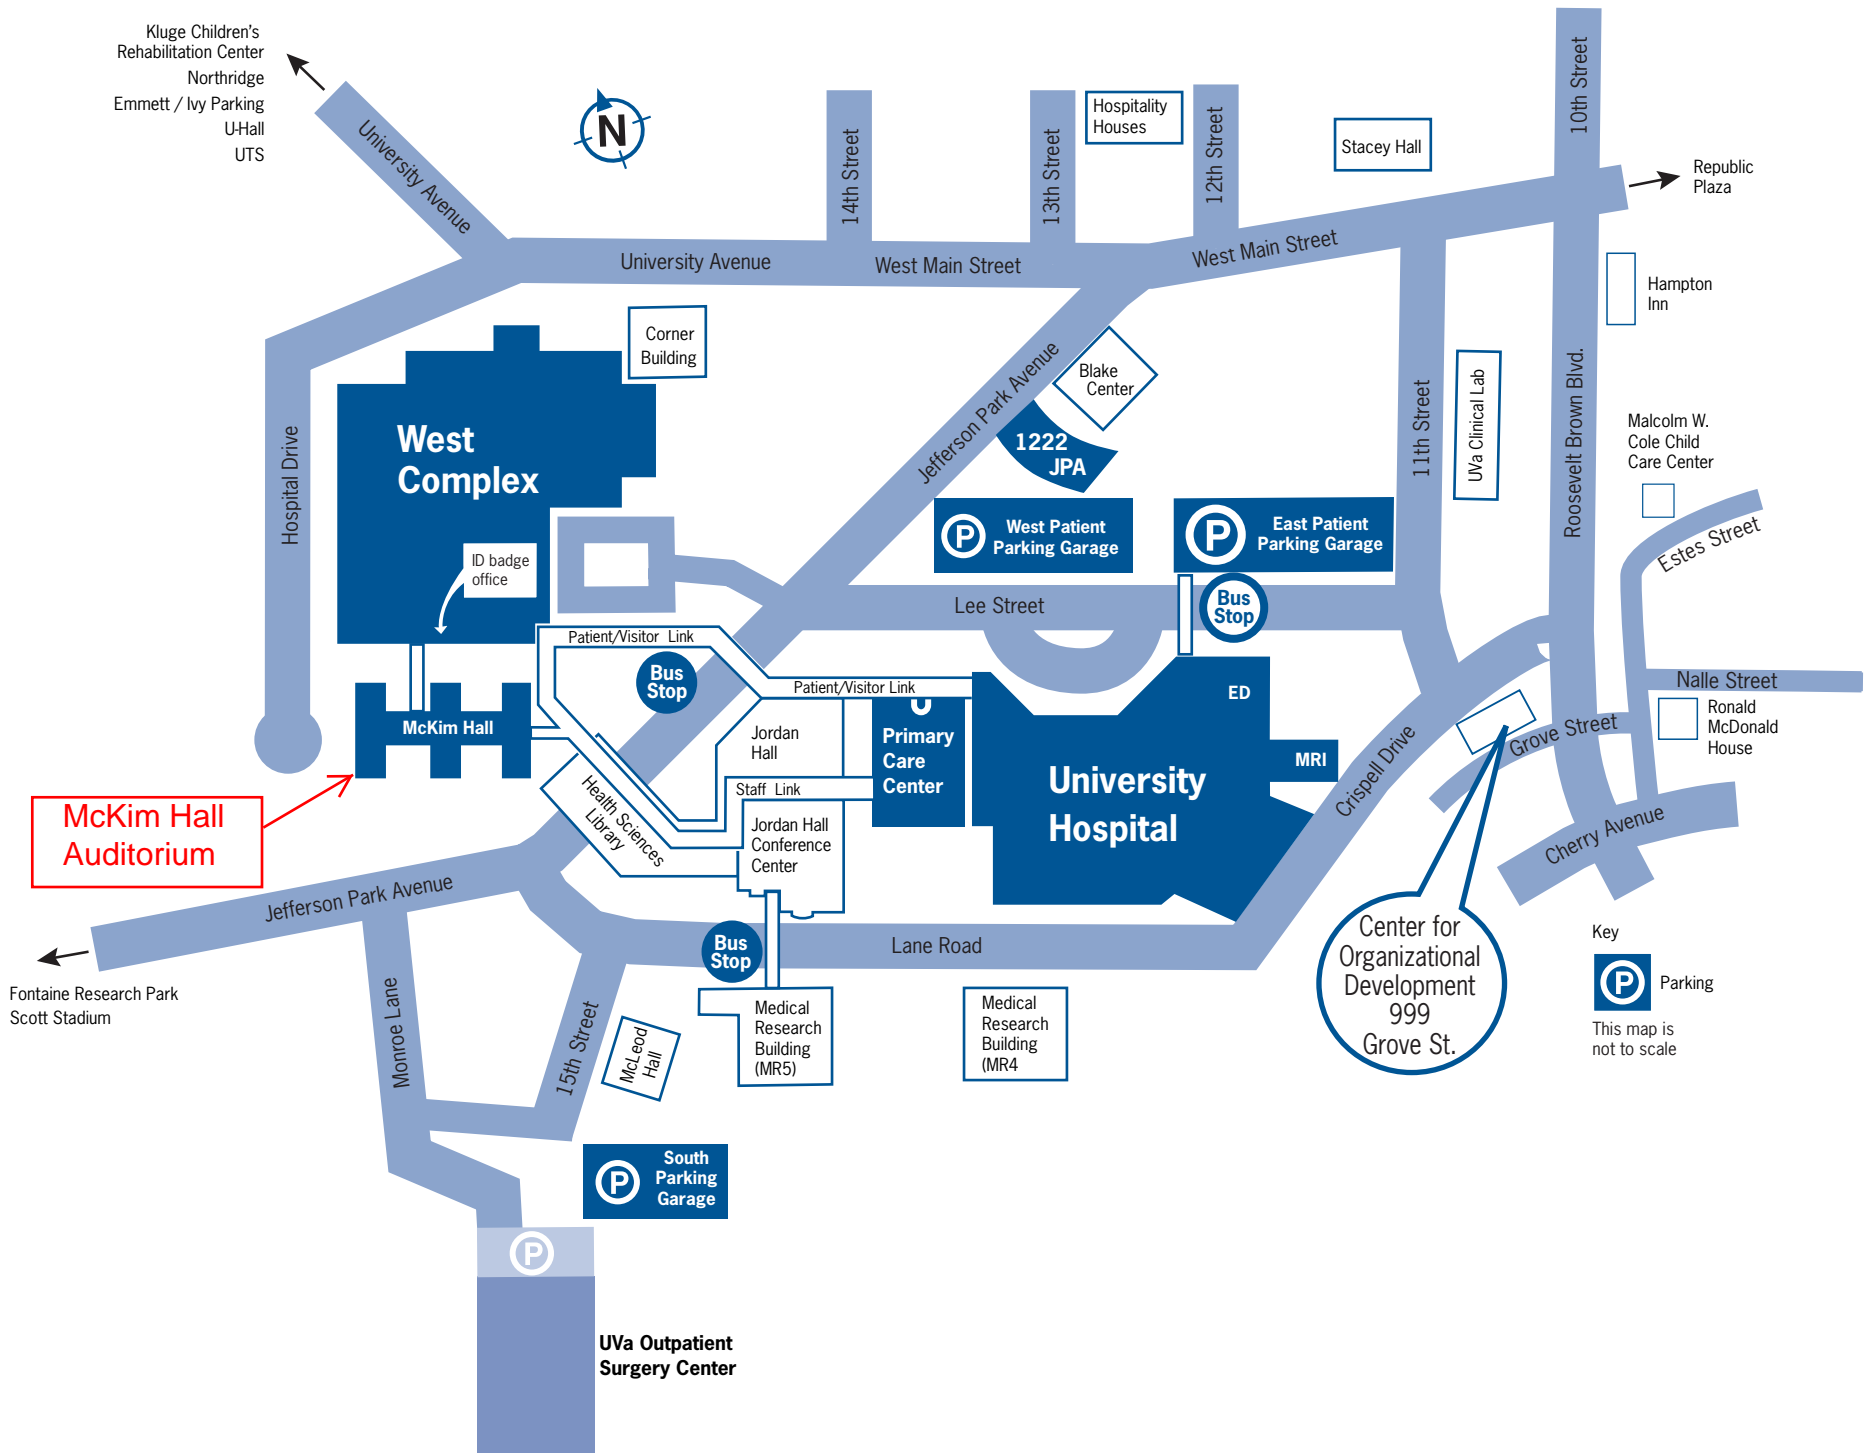 Kluge Children's
Rehabilitation Center
Northridge
Emmett / Ivy Parking
U-Hall
UTS
University Avenue
N
14th Street
13th Street
Hospitality
Houses
12th Street
Stacey Hall
10th Street
Republic
Plaza
University Avenue
West Main Street
West Main Street
Hampton
Inn
Corner
Building
Blake
Center
Jefferson Park Avenue
1222
JPA
11th Street
UVa Clinical Lab
Roosevelt Brown Blvd.
Malcolm W.
Cole Child
Care Center
Estes Street
Hospital Drive
West
Complex
ID badge
office
P
West Patient
Parking Garage
P
East Patient
Parking Garage
Lee Street
Bus
Stop
Patient/Visitor Link
Bus
Stop
Patient/Visitor Link
ED
Nalle Street
Ronald
McDonald
House
Grove Street
McKim Hall
Jordan
Hall
Primary
Care
Center
University
Hospital
MRI
Crispell Drive
Staff Link
Health Sciences
Library
Jordan Hall
Conference
Center
McKim Hall
Auditorium
Cherry Avenue
Jefferson Park Avenue
Fontaine Research Park
Scott Stadium
Bus
Stop
Lane Road
Center for
Organizational
Development
999
Grove St.
Key
P
Parking
This map is
not to scale
Monroe Lane
15th Street
McLeod
Hall
Medical
Research
Building
(MR5)
Medical
Research
Building
(MR4
P
South
Parking
Garage
P
UVa Outpatient
Surgery Center